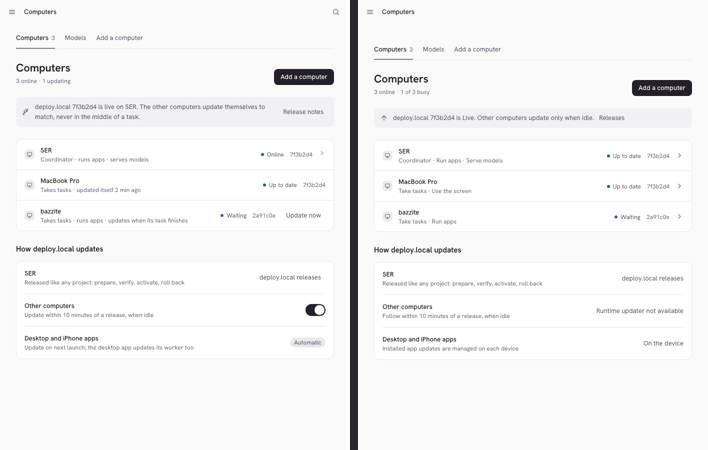 Computers
Computers 3 Models Add a computer
Computers
3 online · 1 updating
Add a computer
deploy.local 7f3b2d4 is live on SER. The other computers update themselves to
match, never in the middle of a task.
Release notes
SER
Coordinator · runs apps · serves models
Online 7f3b2d4
MacBook Pro
Takes tasks · updated itself 2 min ago
Up to date 7f3b2d4
bazzite
Takes tasks · runs apps · updates when its task finishes
Waiting 2a91c0e Update now
How deploy.local updates
SER
Released like any project: prepare, verify, activate, roll back
deploy.local releases
Other computers
Update within 10 minutes of a release, when idle
Desktop and iPhone apps
Update on next launch; the desktop app updates its worker too
Automatic
Computers
Computers 3 Models Add a computer
Computers
3 online · 1 of 3 busy
Add a computer
deploy.local 7f3b2d4 is Live. Other computers update only when idle. Releases
SER
Coordinator · Run apps · Serve models
Up to date 7f3b2d4
MacBook Pro
Take tasks · Use the screen
Up to date 7f3b2d4
bazzite
Take tasks · Run apps
Waiting 2a91c0e
How deploy.local updates
SER
Released like any project: prepare, verify, activate, roll back
deploy.local releases
Other computers
Follow within 10 minutes of a release, when idle
Runtime updater not available
Desktop and iPhone apps
Installed app updates are managed on each device
On the device